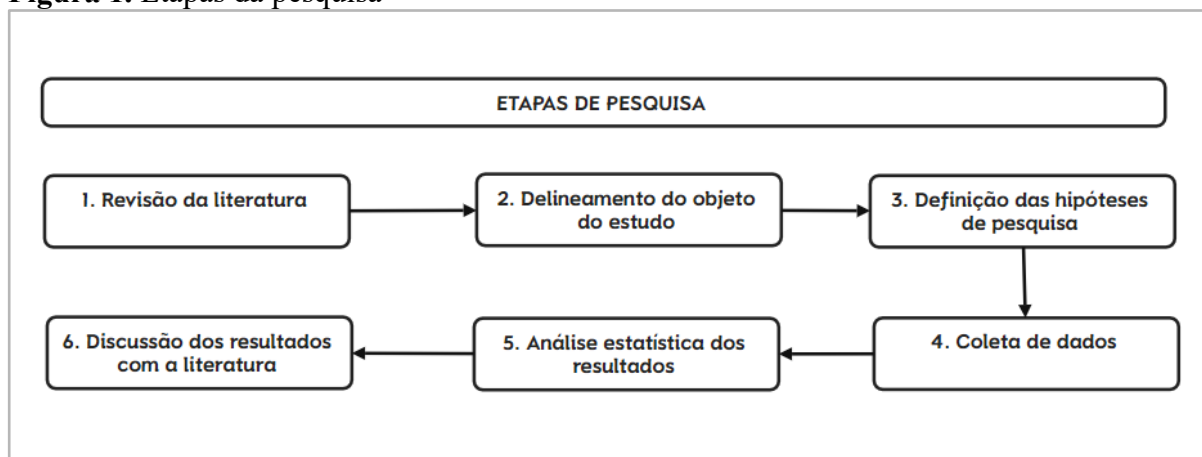 Figura 1. Etapas da pesquisa
ETAPAS DE PESQUISA
1. Revisão da literatura
2. Delineamento do objeto
do estudo
3. Definição das hipóteses
de pesquisa
4. Coleta de dados
5. Análise estatística dos
resultados
6. Discussão dos resultados
com a literatura